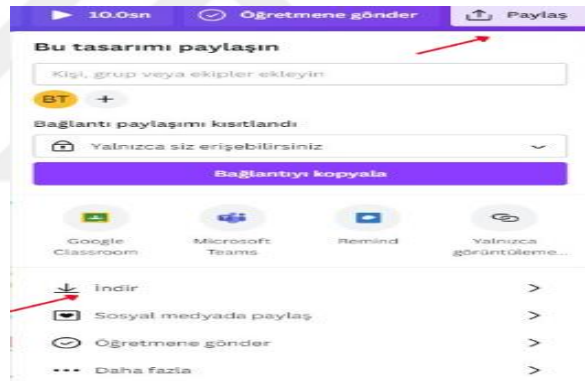 10.0sn Öğretmene gönder Paylaş
Bu tasarımı paylaşın
Kişi, grup veya ekipler ekleyin
BT +
Bağlantı paylaşımı kısıtlandı
Yalnızca siz erişebilirsiniz
Bağlantıyı kopyala
Google Classroom
Microsoft Teams
Remind
Yalnızca görüntüleme...
İndir
Sosyal medyada paylaş
Öğretmene gönder
Daha fazla